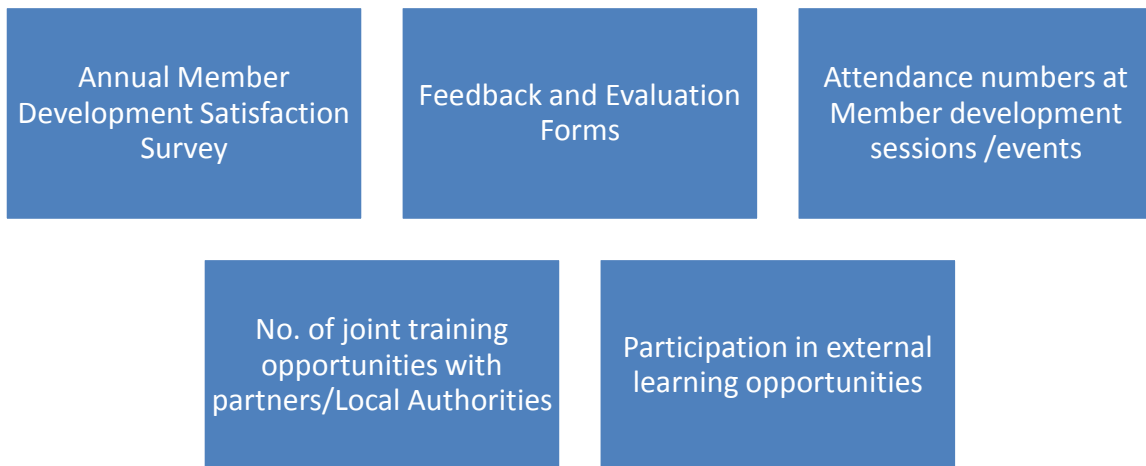 Annual Member
Development Satisfaction
Survey
Feedback and Evaluation
Forms
Attendance numbers at
Member development
sessions /events
No. of joint training
opportunities with
partners/Local Authorities
Participation in external
learning opportunities